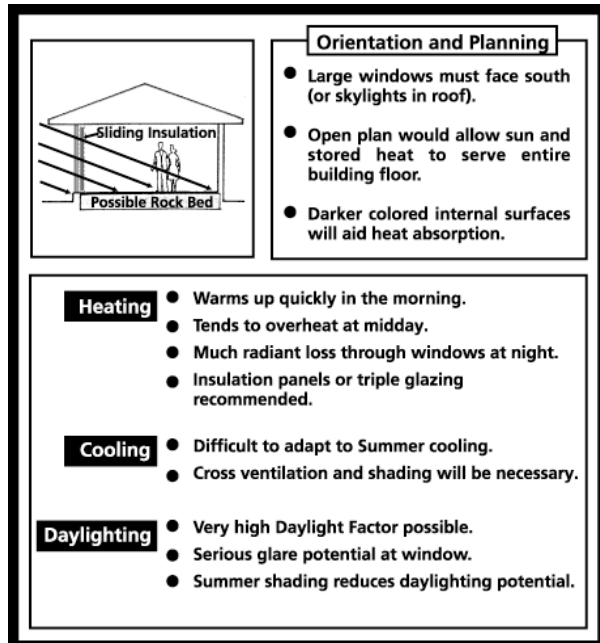 Sliding Insulation
Possible Rock Bed
Orientation and Planning
● Large windows must face south
(or skylights in roof).
● Open plan would allow sun and
stored heat to serve entire
building floor.
● Darker colored internal surfaces
will aid heat absorption.
Heating
● Warms up quickly in the morning.
● Tends to overheat at midday.
● Much radiant loss through windows at night.
● Insulation panels or triple glazing
recommended.
Cooling
● Difficult to adapt to Summer cooling.
● Cross ventilation and shading will be necessary.
Daylighting
● Very high Daylight Factor possible.
● Serious glare potential at window.
● Summer shading reduces daylighting potential.